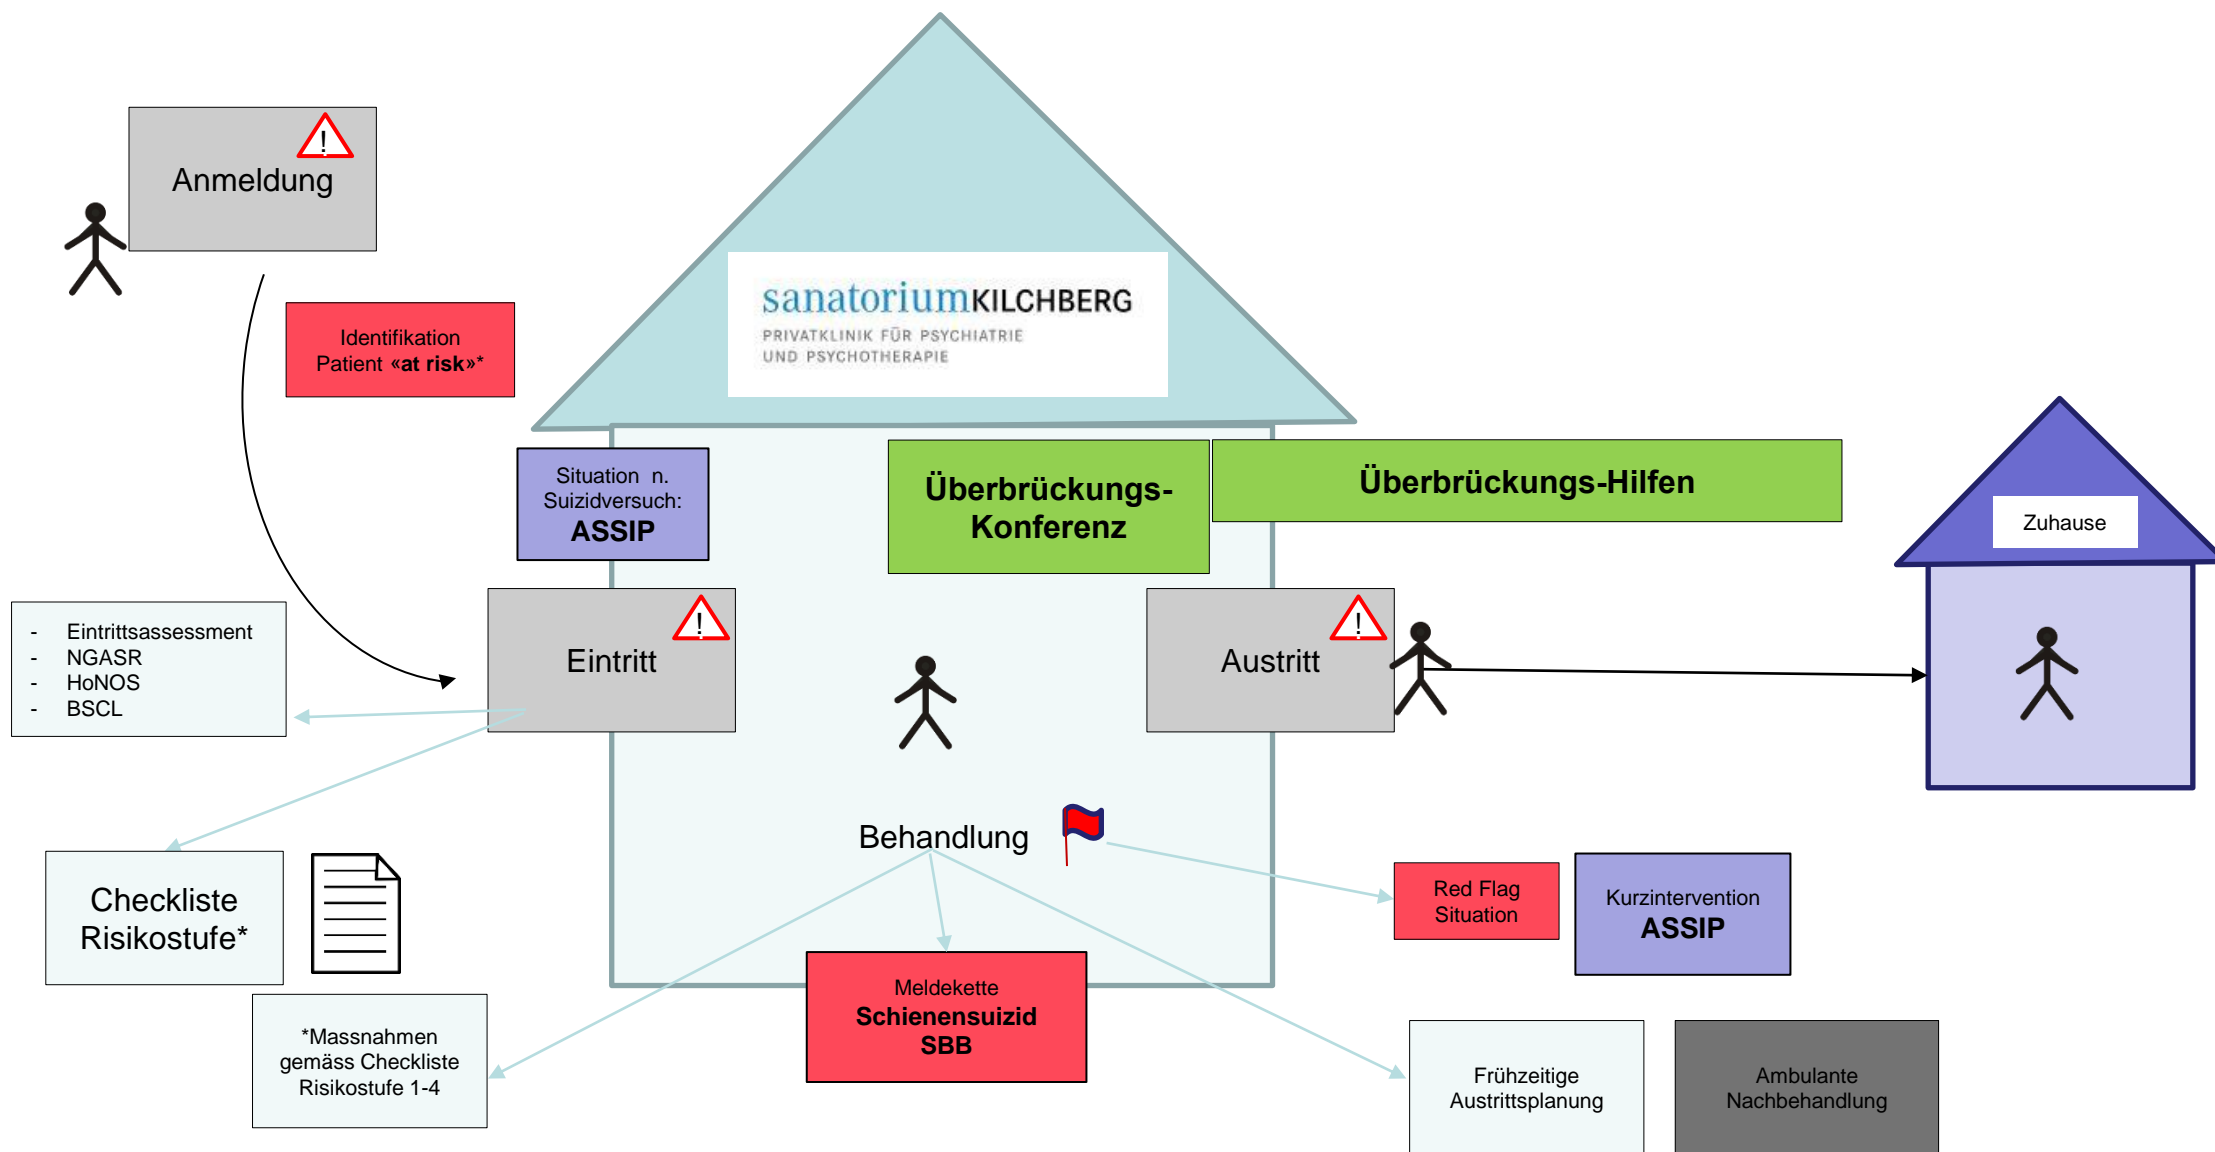 !
Anmeldung
Identifikation
Patient «at risk»*
sanatoriumKILCHBERG
PRIVATKLINIK FÜR PSYCHIATRIE
UND PSYCHOTHERAPIE
Situation n.
Suizidversuch:
ASSIP
Überbrückungs-
Konferenz
Überbrückungs-Hilfen
Zuhause
- Eintrittsassessment
- NGASR
- HoNOS
- BSCL
!
Eintritt
!
Austritt
Behandlung
Checkliste
Risikostufe*
Red Flag
Situation
Kurzintervention
ASSIP
*Massnahmen
gemäss Checkliste
Risikostufe 1-4
Meldekette
Schienensuizid
SBB
Frühzeitige
Austrittsplanung
Ambulante
Nachbehandlung